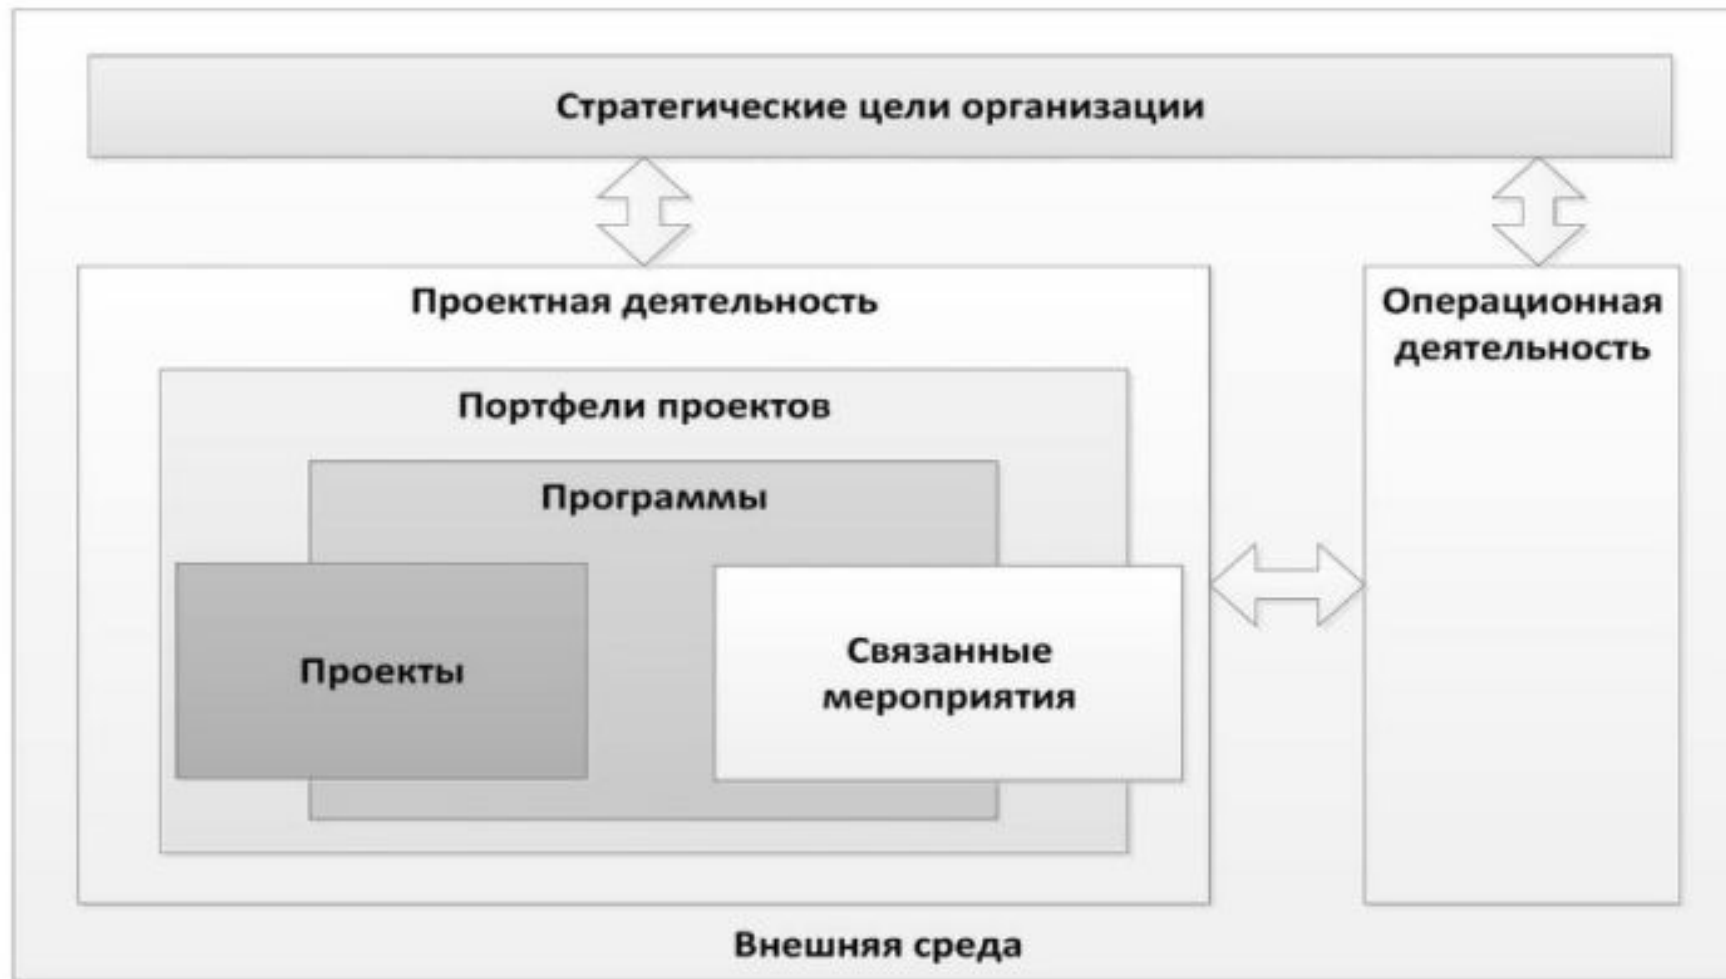 Стратегические цели организации
Проектная деятельность
Операционная
деятельность
Портфели проектов
Программы
Проекты
Связанные
мероприятия
Внешняя среда